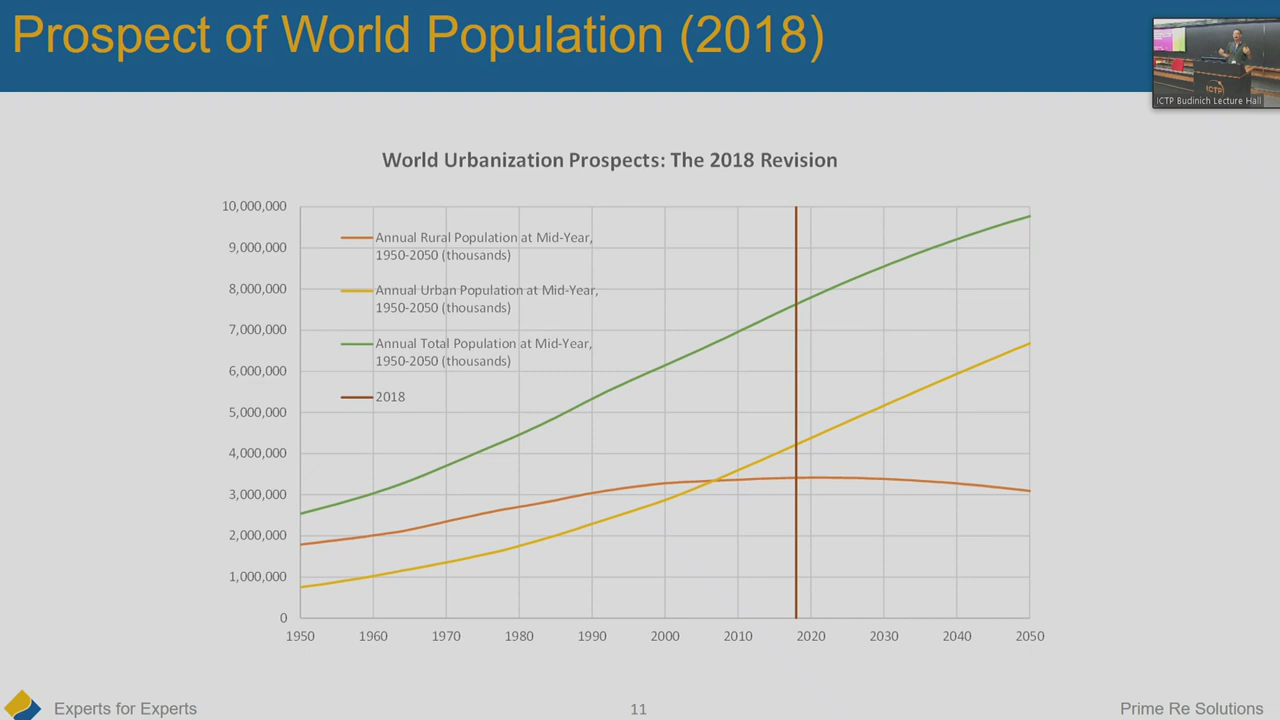 Prospect of World Population (2018)
ICTP
ICTP Budinich Lecture Hall
World Urbanization Prospects: The 2018 Revision
10,000,000
9,000,000
8,000,000
7,000,000
6,000,000
5,000,000
4,000,000
3,000,000
2,000,000
1,000,000
0
Annual Rural Population at Mid-Year,
1950-2050 (thousands)
Annual Urban Population at Mid-Year,
1950-2050 (thousands)
Annual Total Population at Mid-Year,
1950-2050 (thousands)
2018
1950 1960 1970 1980 1990 2000 2010 2020 2030 2040 2050
Experts for Experts
11
Prime Re Solutions